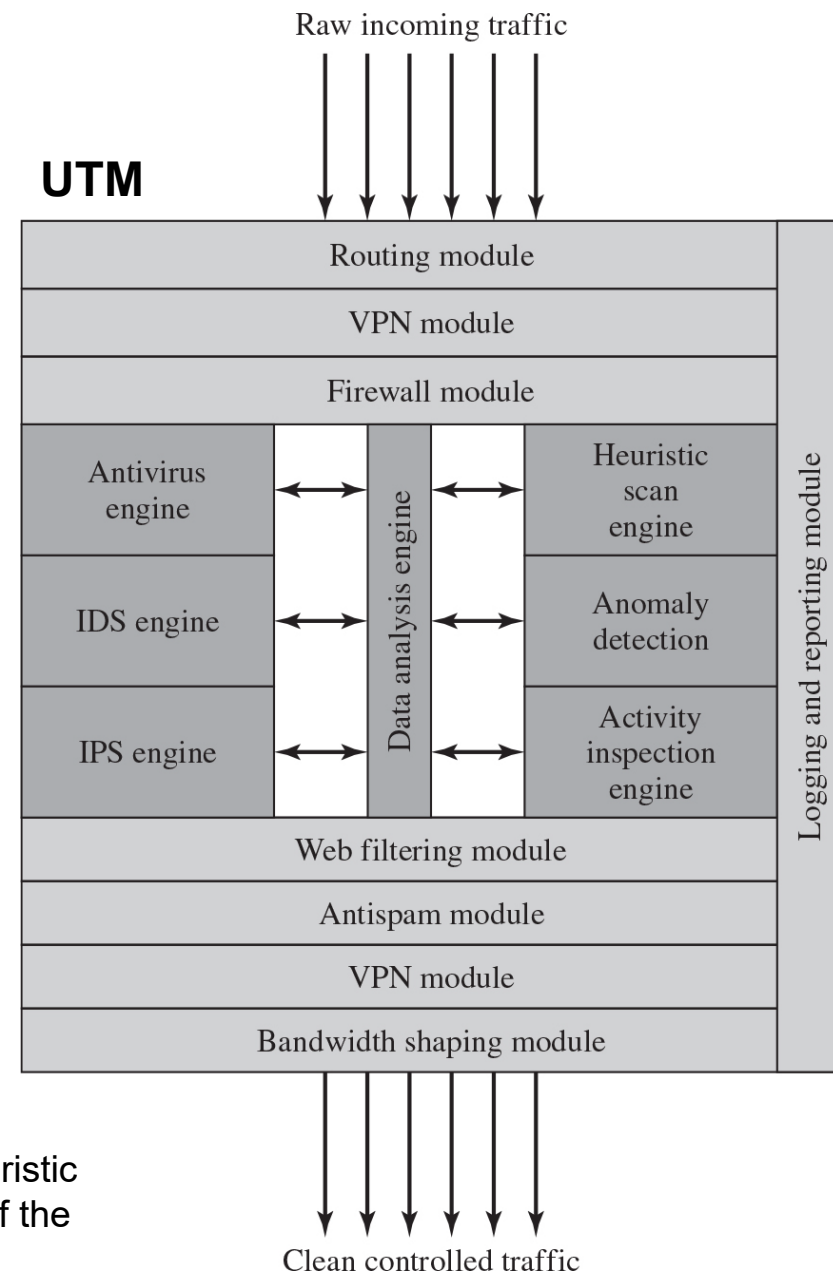 Raw incoming traffic
UTM
Routing module
VPN module
Firewall module
Antivirus
engine
IDS engine
IPS engine
Data analysis engine
Heuristic
scan
engine
Anomaly
detection
Activity
inspection
engine
Logging and reporting module
Web filtering module
Antispam module
VPN module
Bandwidth shaping module
ristic
f the
Clean controlled traffic